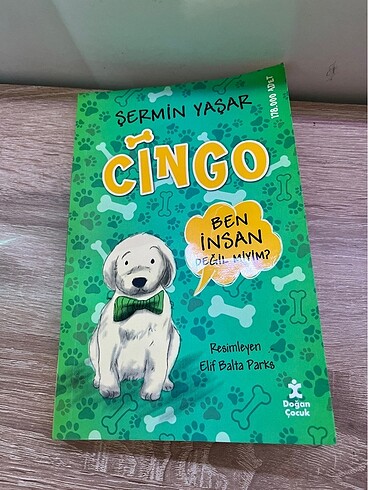 ŞERMİN YAŞAR
178.000 ADET
CİNGO
BEN
İNSAN
DEĞİL MİYİM?
Resimleyen
Elif Balta Parks
Doğan
Çocuk